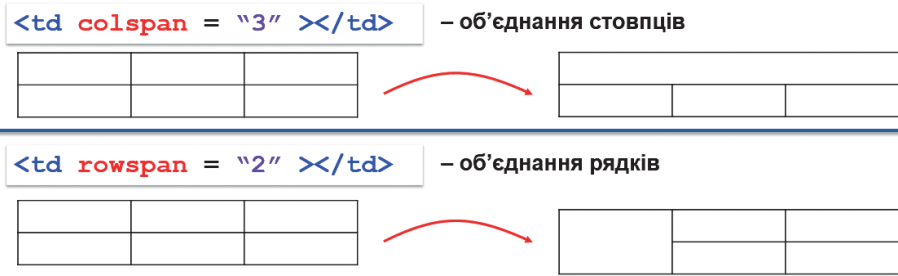 <td colspan = “3” ></td> – об’єднання стовпців
<td rowspan = “2” ></td> – об’єднання рядків